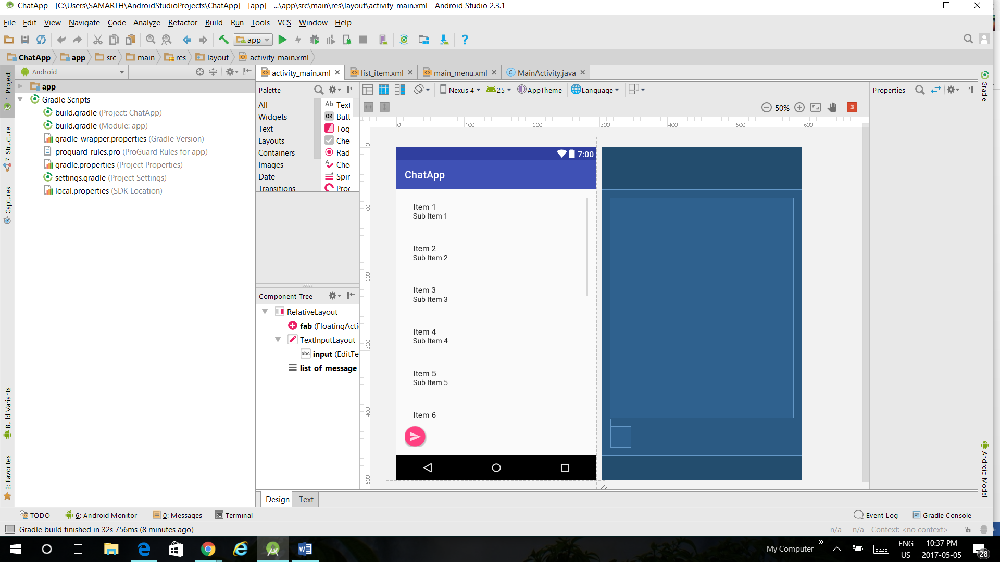 ChatApp - [C:\Users\SAMARTH\AndroidStudioProjects\ChatApp] - [app] - ...\app\src\main\res\layout\activity_main.xml - Android Studio 2.3.1
File Edit View Navigate Code Analyze Refactor Build Run Tools VCS Window Help
app
ChatApp app src main res layout activity_main.xml
Android
activity_main.xml list_item.xml main_menu.xml MainActivity.java
1: Project
7: Structure
Captures
Build Variants
2: Favorites
app
Gradle Scripts
build.gradle (Project: ChatApp)
build.gradle (Module: app)
gradle-wrapper.properties (Gradle Version)
proguard-rules.pro (ProGuard Rules for app)
gradle.properties (Project Properties)
settings.gradle (Project Settings)
local.properties (SDK Location)
Palette
All
Widgets
Text
Layouts
Containers
Images
Date
Transitions
Ab Text
OK Butt
Tog
Che
Rad
Che
Spin
Proc
Component Tree
RelativeLayout
fab (FloatingActi
TextInputLayout
abc input (EditTe
list_of_message
Nexus 4 25 AppTheme Language
50% 3
0 100 200 300 400 500 600
0
100
200
300
400
500
7:00
ChatApp
Item 1
Sub Item 1
Item 2
Sub Item 2
Item 3
Sub Item 3
Item 4
Sub Item 4
Item 5
Sub Item 5
Item 6
Properties
Gradle
Android Model
Design Text
TODO 6: Android Monitor 0: Messages Terminal Event Log Gradle Console
Gradle build finished in 32s 756ms (8 minutes ago) n/a n/a Context: <no context>
My Computer
ENG
US
10:37 PM
2017-05-05
28